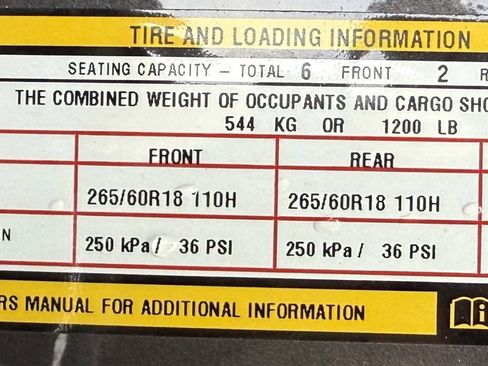 TIRE AND LOADING INFORMATION
SEATING CAPACITY – TOTAL 6 FRONT 2 R
THE COMBINED WEIGHT OF OCCUPANTS AND CARGO SHO
544 KG OR 1200 LB
FRONT REAR
265/60R18 110H 265/60R18 110H
N 250 kPa / 36 PSI 250 kPa / 36 PSI
RS MANUAL FOR ADDITIONAL INFORMATION